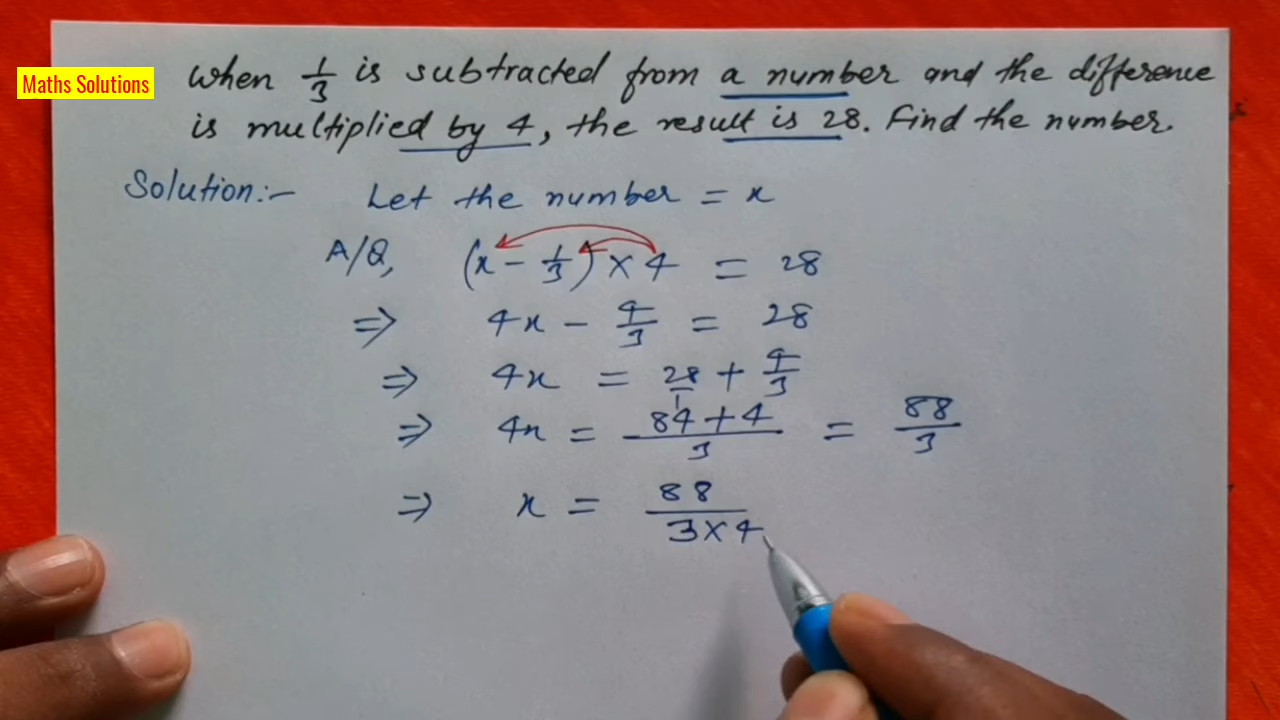 Maths Solutions
When 1/3 is subtracted from a number and the difference
is multiplied by 4, the result is 28. Find the number.
Solution:- Let the number = x
A/Q, (x - 1/3) × 4 = 28
⇒ 4x - 4/3 = 28
⇒ 4x = 28/1 + 4/3
⇒ 4x = (84+4)/3 = 88/3
⇒ x = 88/(3×4)